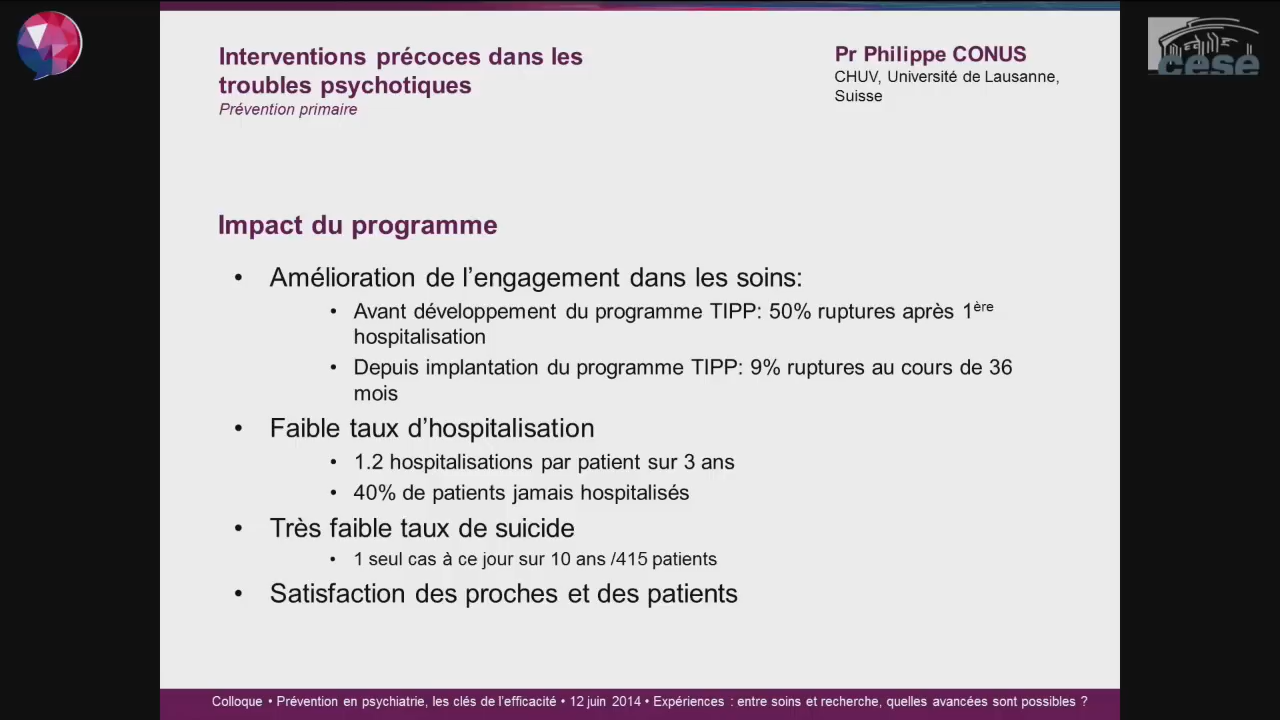 Interventions précoces dans les
troubles psychotiques
Prévention primaire
Pr Philippe CONUS
CHUV, Université de Lausanne,
Suisse
cese
Impact du programme
• Amélioration de l’engagement dans les soins:
• Avant développement du programme TIPP: 50% ruptures après 1ère
hospitalisation
• Depuis implantation du programme TIPP: 9% ruptures au cours de 36
mois
• Faible taux d’hospitalisation
• 1.2 hospitalisations par patient sur 3 ans
• 40% de patients jamais hospitalisés
• Très faible taux de suicide
• 1 seul cas à ce jour sur 10 ans /415 patients
• Satisfaction des proches et des patients
Colloque • Prévention en psychiatrie, les clés de l’efficacité • 12 juin 2014 • Expériences : entre soins et recherche, quelles avancées sont possibles ?